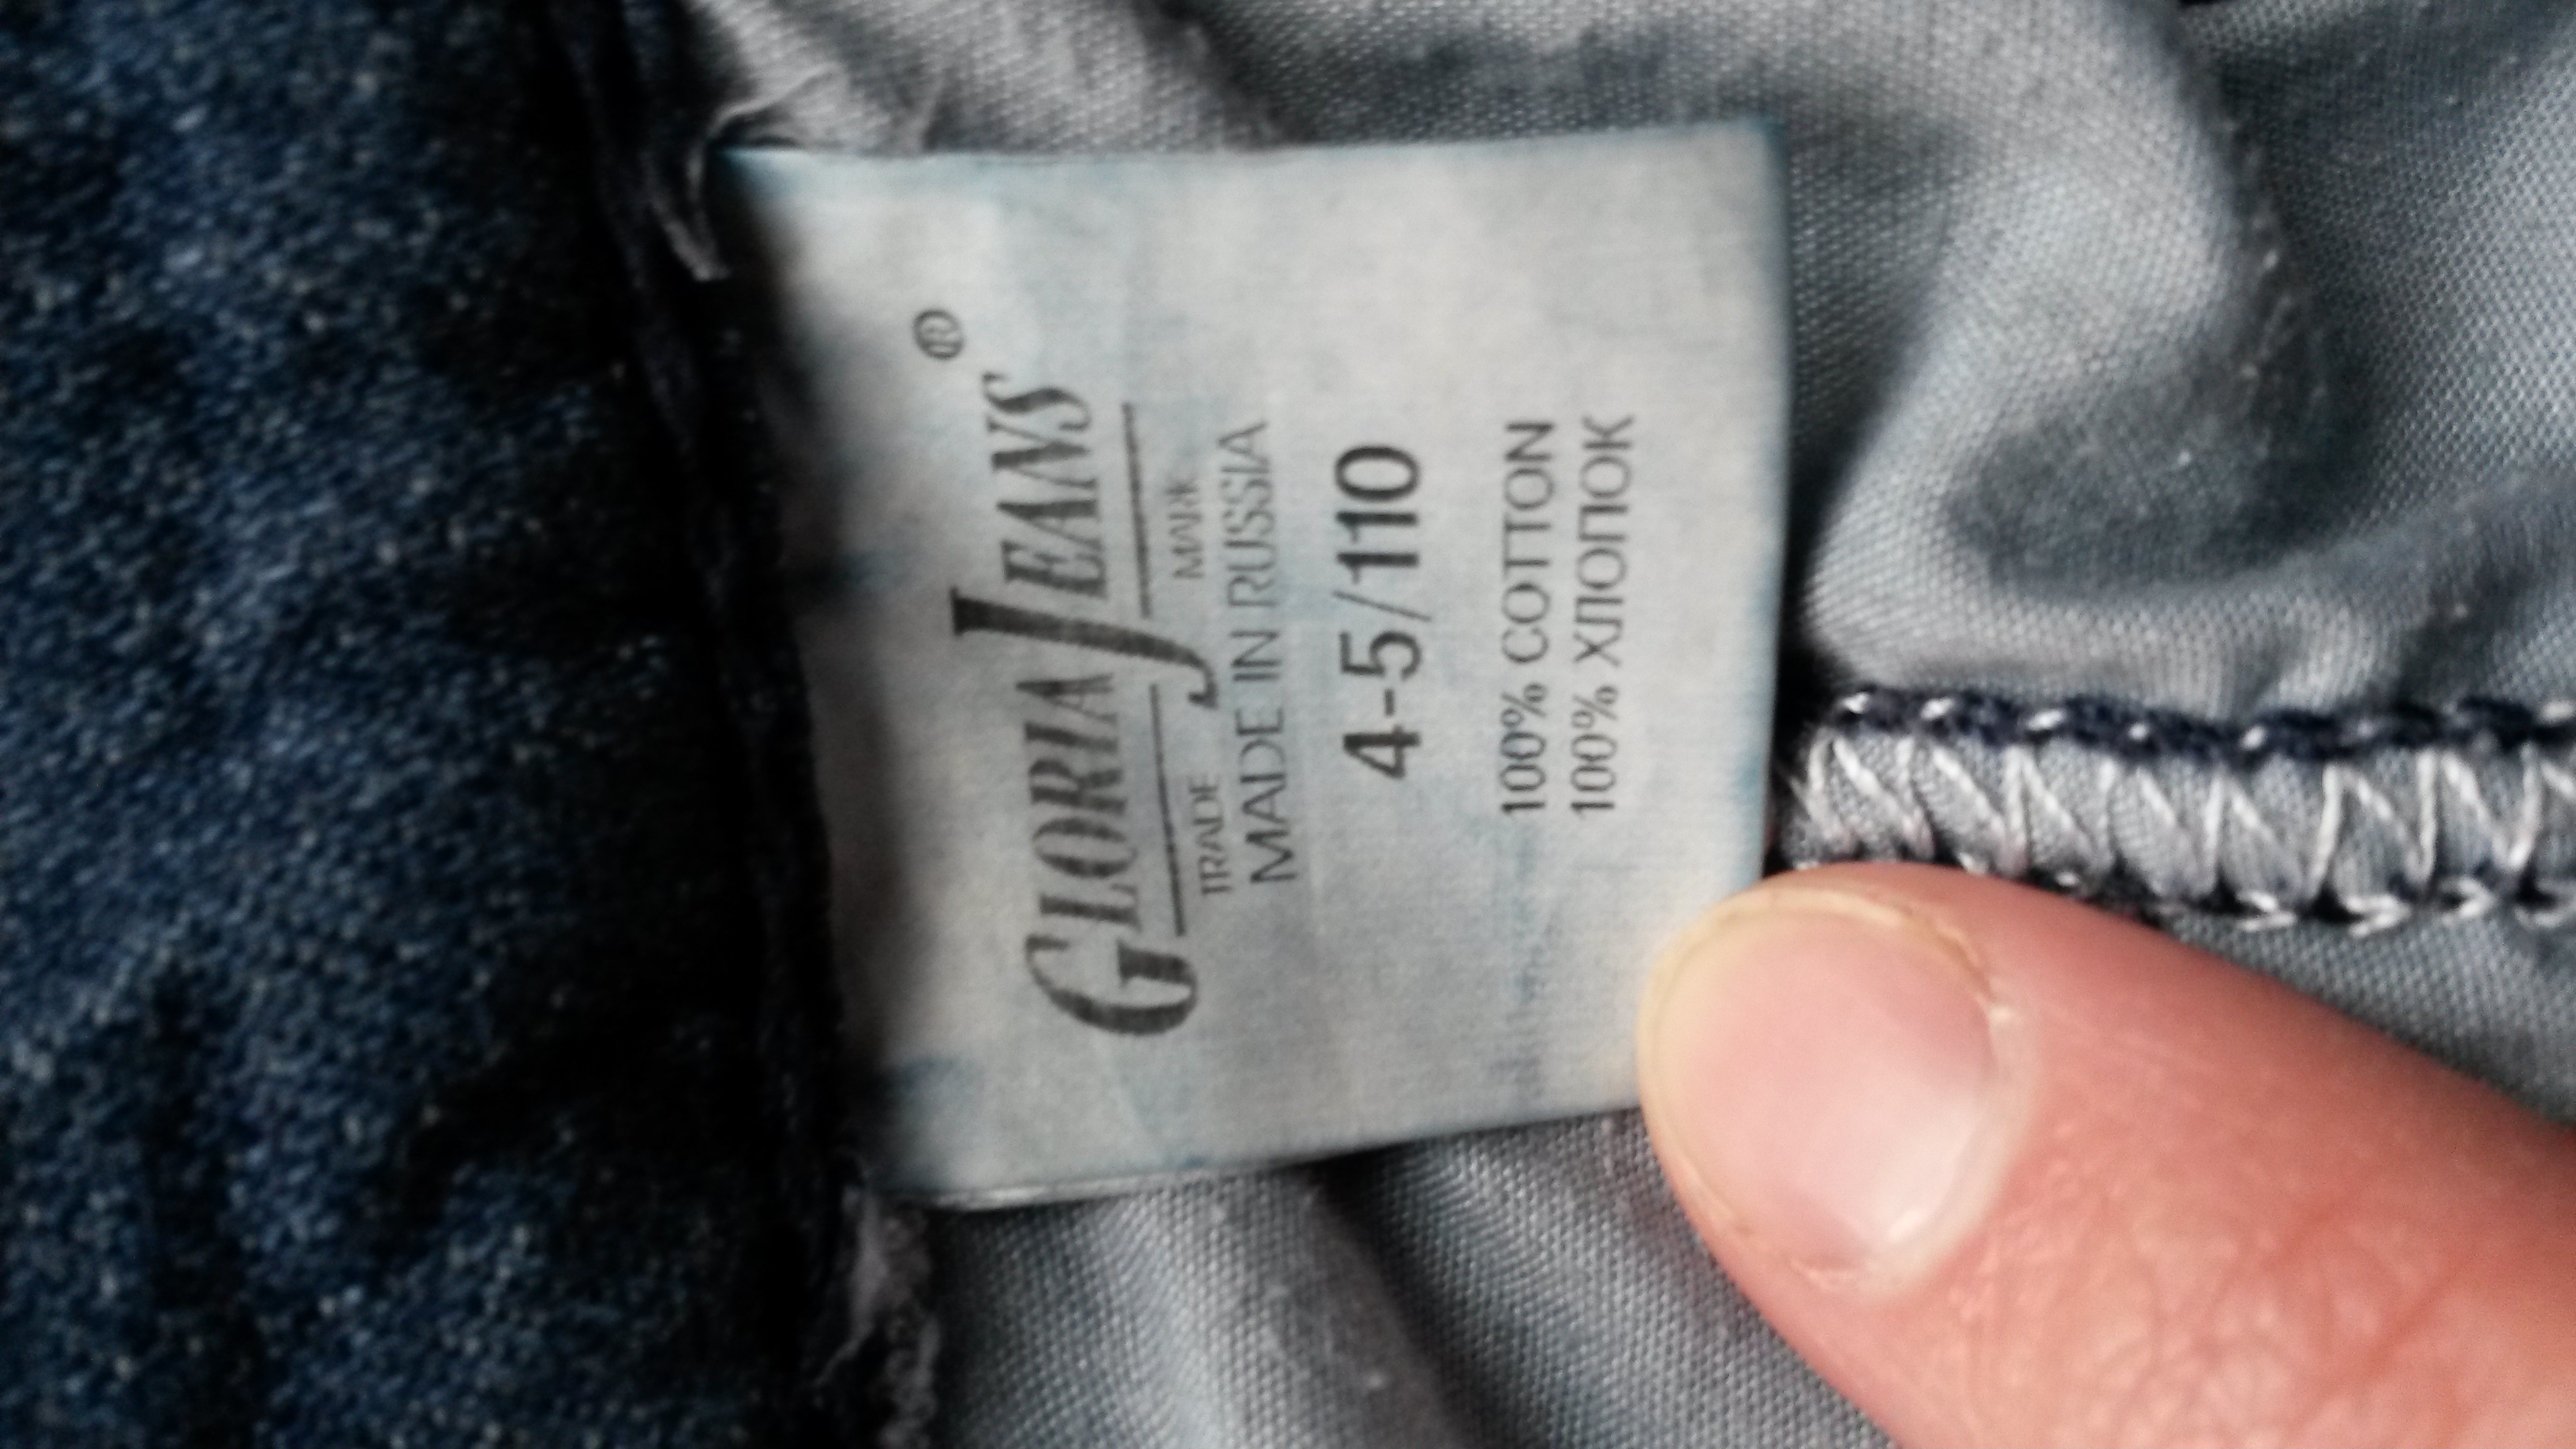 GLORIA JEANS®
TRADE MARK
MADE IN RUSSIA
4-5/110
100% COTTON
100% ХЛОПОК